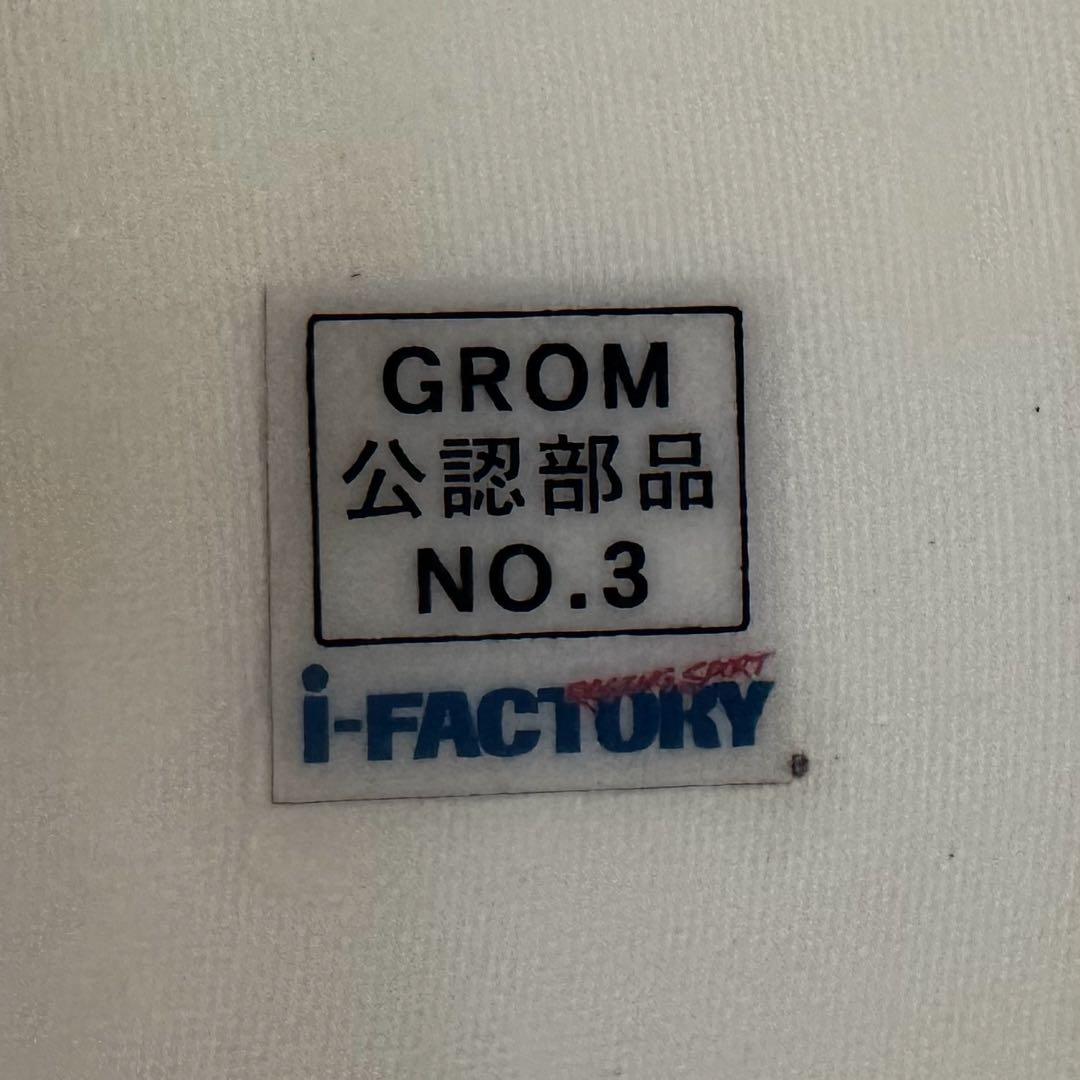 GROM
公認部品
NO.3
RACING SPORT
i-FACTORY